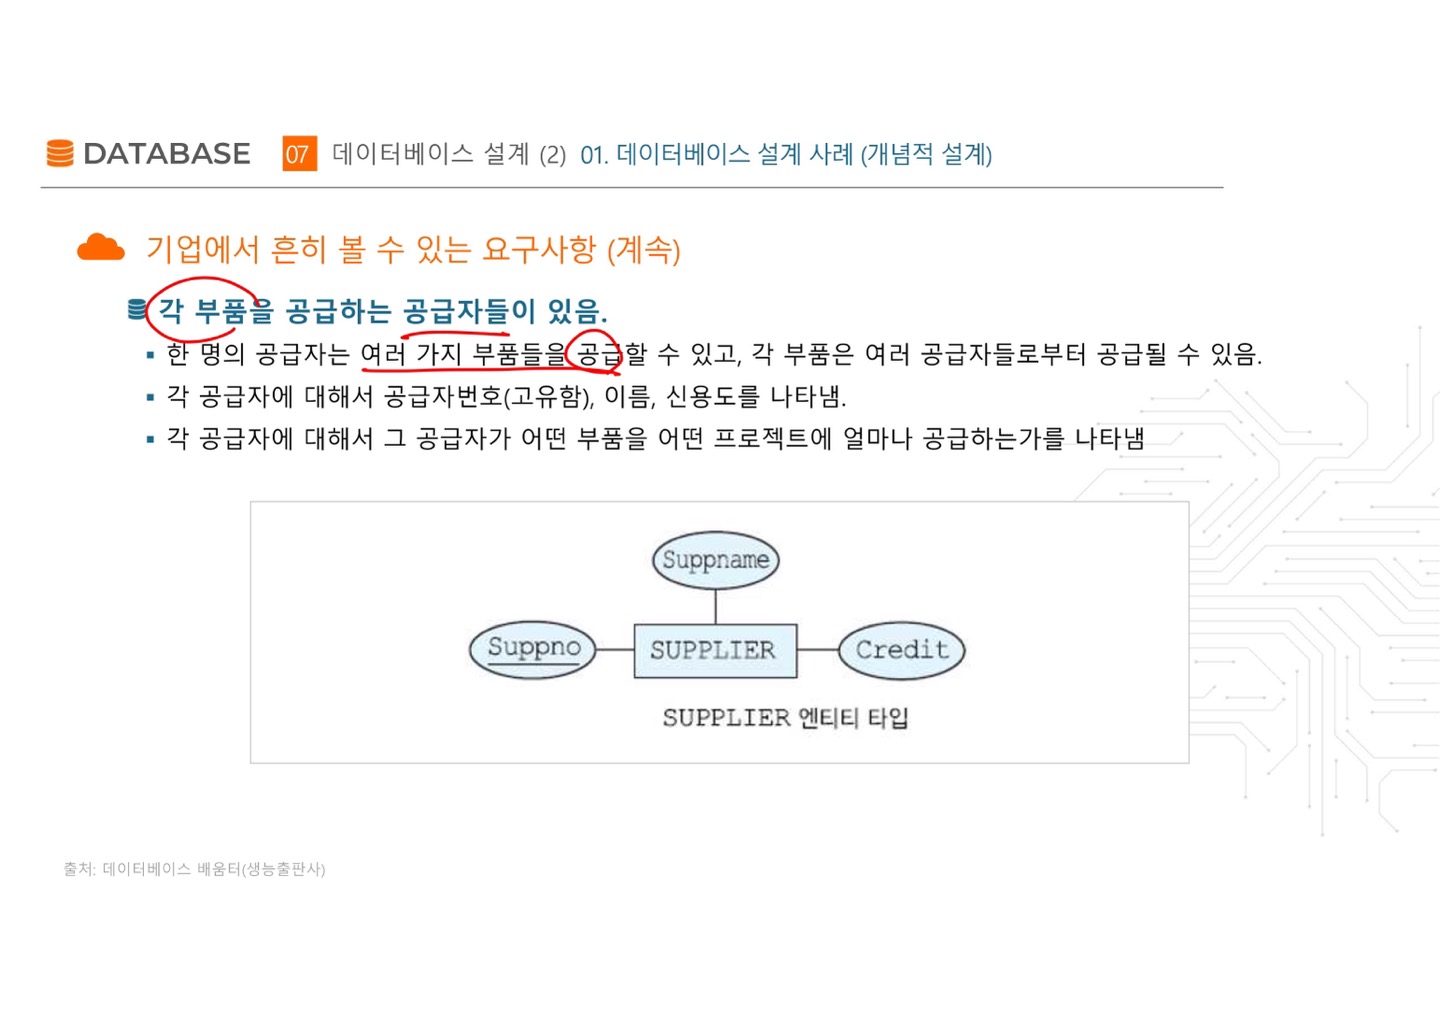 DATABASE 07 데이터베이스 설계 (2) 01. 데이터베이스 설계 사례 (개념적 설계)
기업에서 흔히 볼 수 있는 요구사항 (계속)
각 부품을 공급하는 공급자들이 있음.
▪ 한 명의 공급자는 여러 가지 부품들을 공급할 수 있고, 각 부품은 여러 공급자들로부터 공급될 수 있음.
▪ 각 공급자에 대해서 공급자번호(고유함), 이름, 신용도를 나타냄.
▪ 각 공급자에 대해서 그 공급자가 어떤 부품을 어떤 프로젝트에 얼마나 공급하는가를 나타냄
Suppname
Suppno SUPPLIER Credit
SUPPLIER 엔티티 타입
출처: 데이터베이스 배움터(생능출판사)